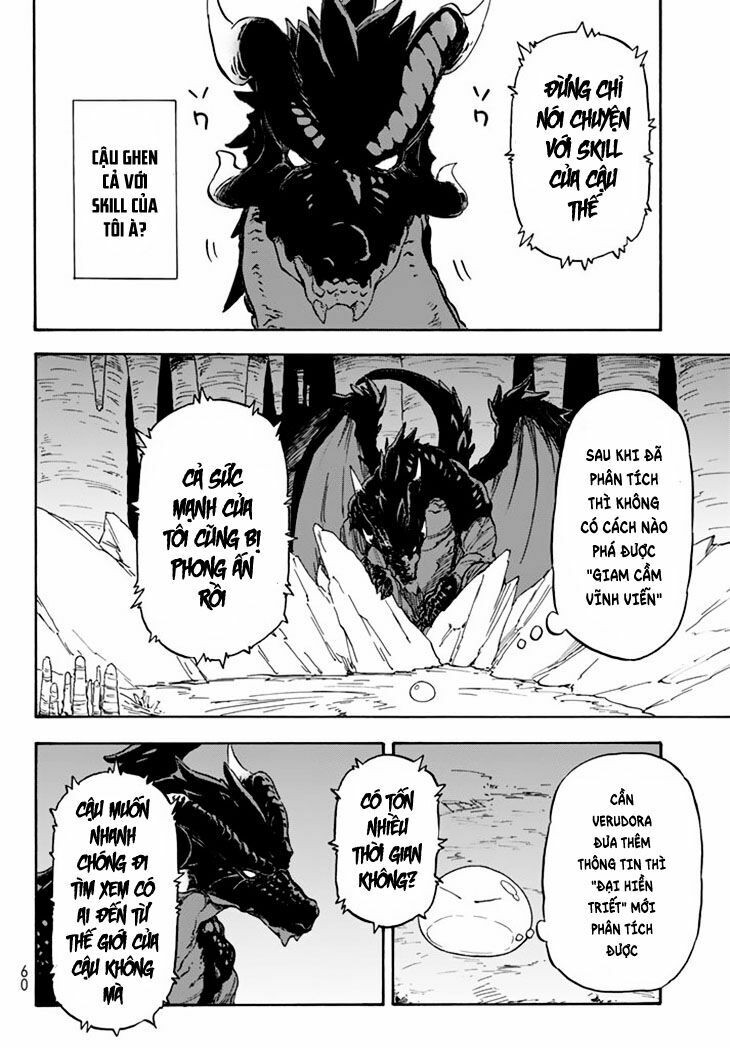 ĐỪNG CHỈ
NÓI CHUYỆN
VỚI SKILL
CỦA CẬU
THẾ
ワ
ワ
CẬU GHEN
CẢ VỚI
SKILL CỦA
TÔI À?
SAU KHI ĐÃ
PHÂN TÍCH
THÌ KHÔNG
CÓ CÁCH NÀO
PHÁ ĐƯỢC
"GIAM CẦM
VĨNH VIỄN"
CẢ SỨC
MẠNH CỦA
TÔI CŨNG BỊ
PHONG ẤN
RỒI
CẦN
VERUDORA
ĐƯA THÊM
THÔNG TIN THÌ
"ĐẠI HIỀN
TRIẾT" MỚI
PHÂN TÍCH
ĐƯỢC
CÓ TỐN
NHIỀU
THỜI GIAN
KHÔNG?
CẬU MUỐN
NHANH
CHÓNG ĐI
TÌM XEM CÓ
AI ĐẾN TỪ
THẾ GIỚI CỦA
CẬU KHÔNG
MÀ
60